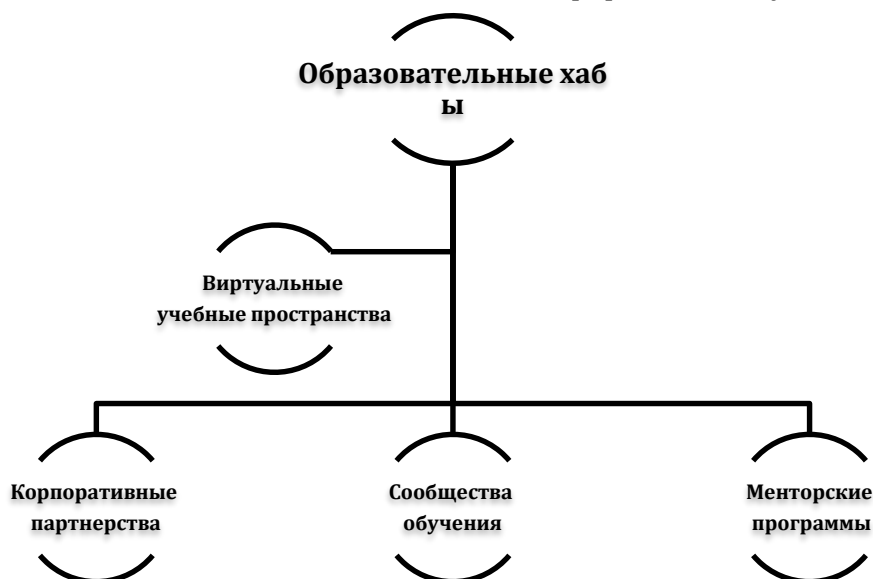 Образовательные хаб
ы
Виртуальные
учебные пространства
Корпоративные
партнерства
Сообщества
обучения
Менторские
программы